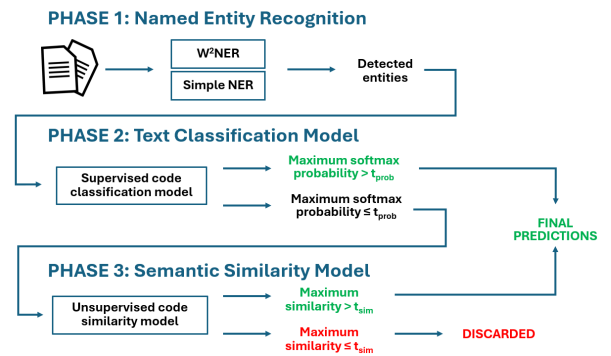 PHASE 1: Named Entity Recognition
W²NER
Simple NER
Detected
entities
PHASE 2: Text Classification Model
Supervised code
classification model
Maximum softmax
probability > tprob
Maximum softmax
probability ≤ tprob
FINAL
PREDICTIONS
PHASE 3: Semantic Similarity Model
Unsupervised code
similarity model
Maximum
similarity > tsim
Maximum
similarity ≤ tsim
DISCARDED